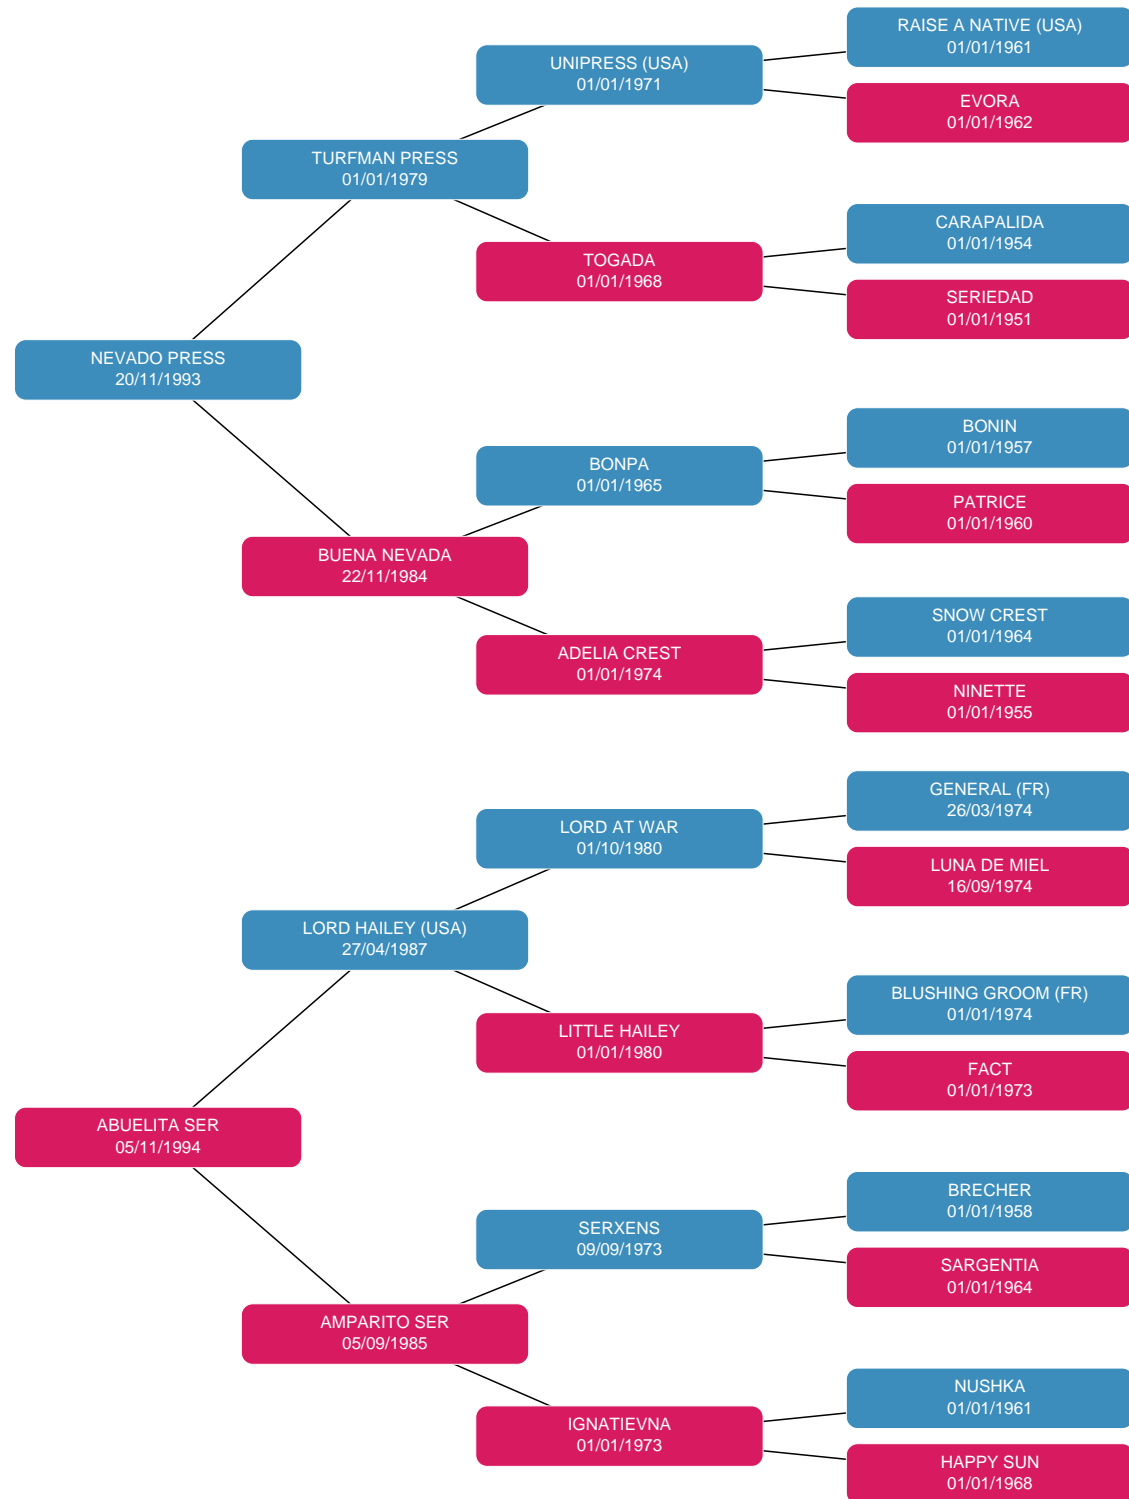 RAISE A NATIVE (USA)
01/01/1961
UNIPRESS (USA)
01/01/1971
EVORA
01/01/1962
TURFMAN PRESS
01/01/1979
CARAPALIDA
01/01/1954
TOGADA
01/01/1968
SERIEDAD
01/01/1951
NEVADO PRESS
20/11/1993
BONIN
01/01/1957
BONPA
01/01/1965
PATRICE
01/01/1960
BUENA NEVADA
22/11/1984
SNOW CREST
01/01/1964
ADELIA CREST
01/01/1974
NINETTE
01/01/1955
GENERAL (FR)
26/03/1974
LORD AT WAR
01/10/1980
LUNA DE MIEL
16/09/1974
LORD HAILEY (USA)
27/04/1987
BLUSHING GROOM (FR)
01/01/1974
LITTLE HAILEY
01/01/1980
FACT
01/01/1973
ABUELITA SER
05/11/1994
BRECHER
01/01/1958
SERXENS
09/09/1973
SARGENTIA
01/01/1964
AMPARITO SER
05/09/1985
NUSHKA
01/01/1961
IGNATIEVNA
01/01/1973
HAPPY SUN
01/01/1968